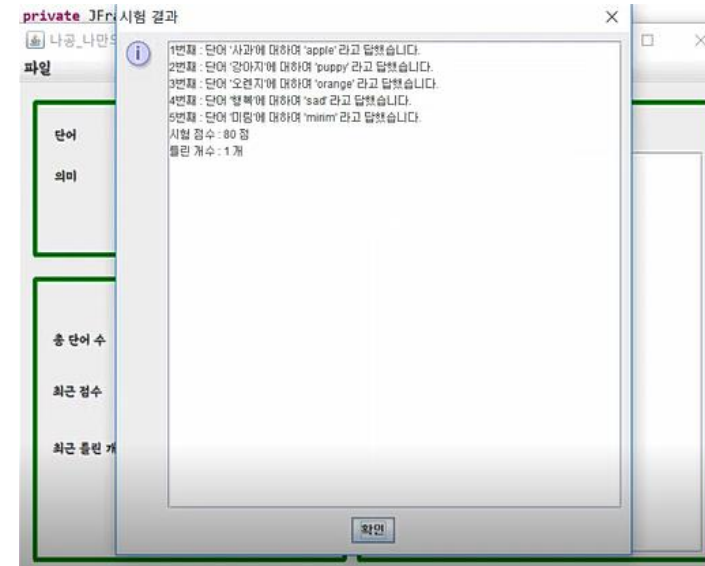 private JFr
시험 결과
나공_나만의
파일
1번째 : 단어 '사과'에 대하여 'apple' 라고 답했습니다.
2번째 : 단어 '강아지'에 대하여 'puppy' 라고 답했습니다.
3번째 : 단어 '오렌지'에 대하여 'orange' 라고 답했습니다.
4번째 : 단어 '행복'에 대하여 'sad' 라고 답했습니다.
5번째 : 단어 '미림'에 대하여 'mirim' 라고 답했습니다.
시험 점수 : 80 점
틀린 개수 : 1 개
단어
의미
총 단어 수
최근 점수
최근 틀린 개
확인